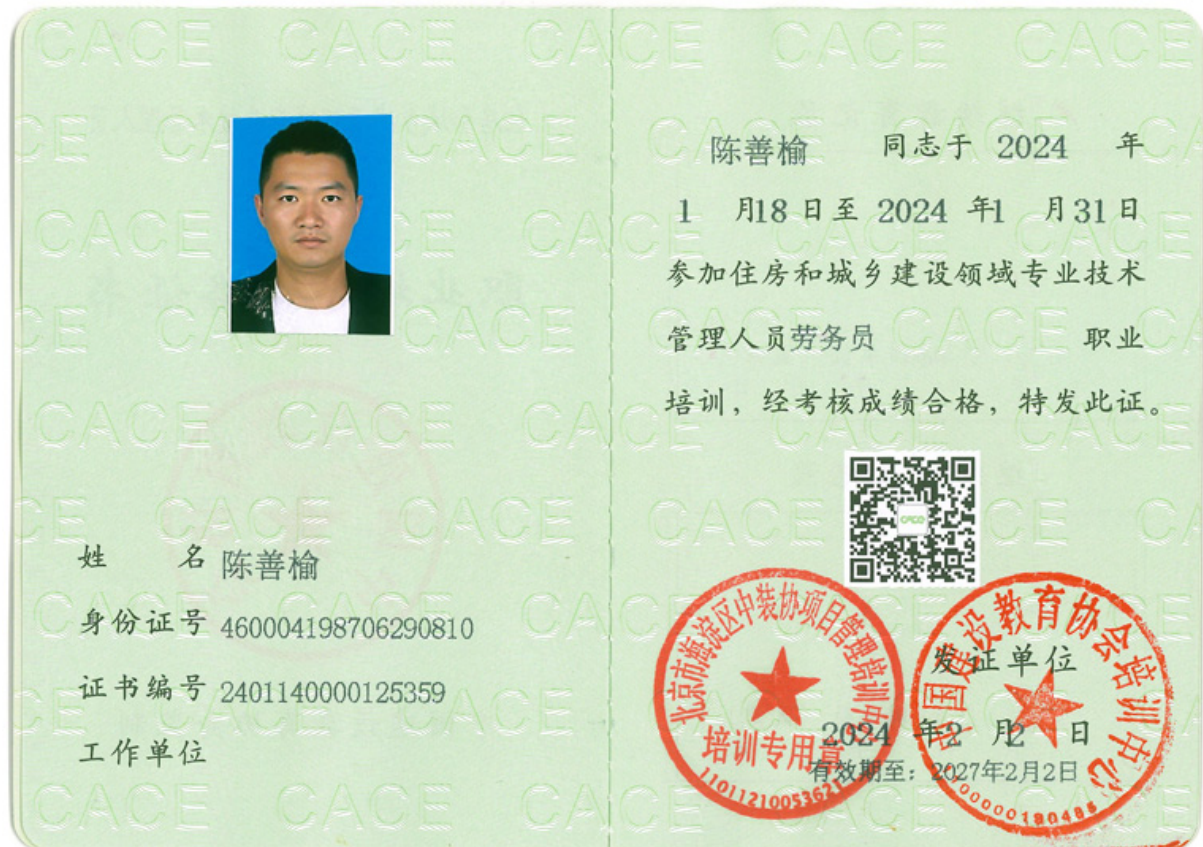 姓 名 陈善榆
身份证号 460004198706290810
证书编号 2401140000125359
工作单位
陈善榆 同志于 2024 年
1 月18 日至 2024 年1 月31日
参加住房和城乡建设领域专业技术
管理人员劳务员 职业
培训，经考核成绩合格，特发此证。
北京市海淀区中装协项目管理培训中
培训专用章
中国建设教育协会培训中心
发证单位
2024 年2 月2 日
有效期至：2027年2月2日
CACE